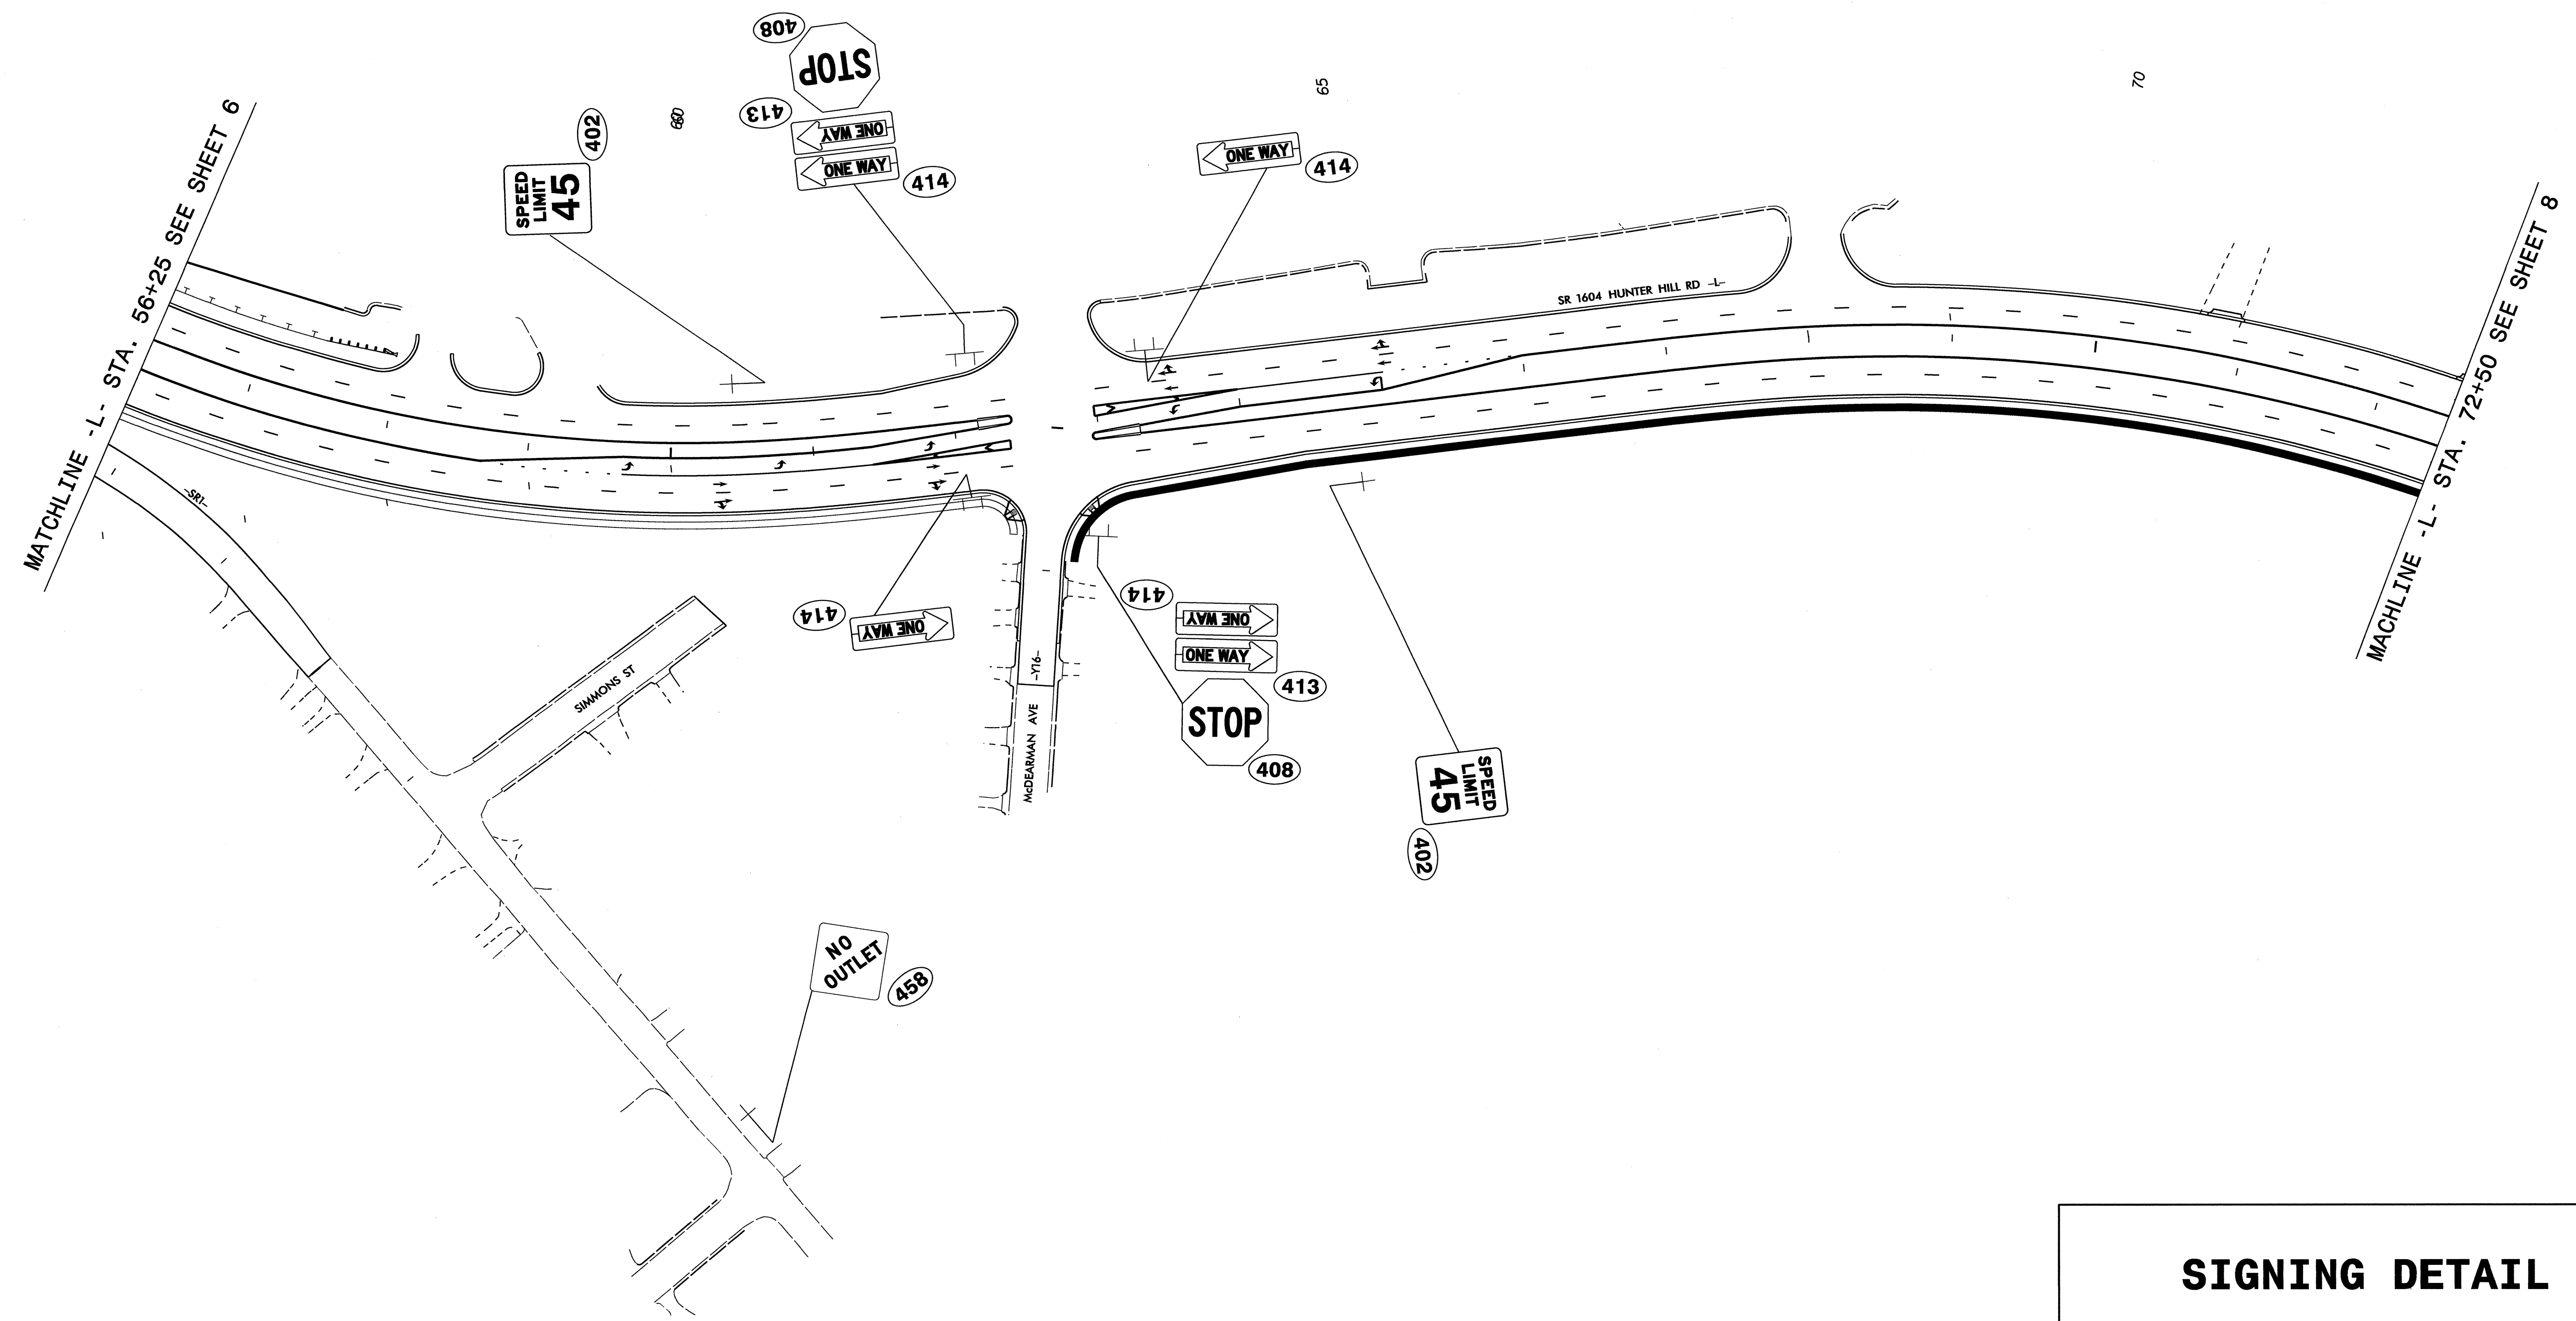 MATCHLINE -L- STA. 56+25 SEE SHEET 6
402
SPEED
LIMIT
45
408
STOP
413
ONE WAY
ONE WAY
414
65
70
ONE WAY
414
SR 1604 HUNTER HILL RD -L-
MACHLINE -L- STA. 72+50 SEE SHEET 8
-SR1-
SIMMONS ST
414
ONE WAY
-Y16-
McDEARMAN AVE
414
ONE WAY
ONE WAY
413
STOP
408
SPEED
LIMIT
45
402
NO
OUTLET
458
SIGNING DETAIL